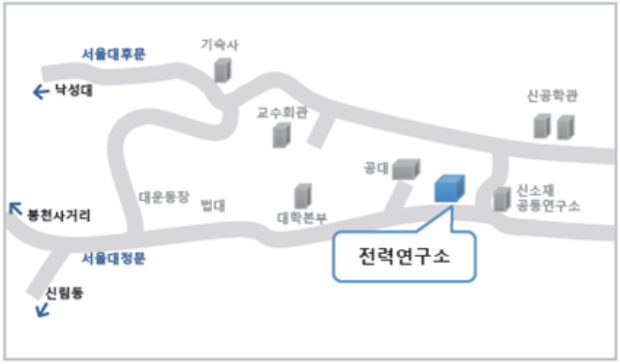 기숙사
서울대후문
낙성대
신공학관
교수회관
공대
대운동장
법대
대학본부
신소재
공동연구소
봉천사거리
서울대정문
전력연구소
신림동